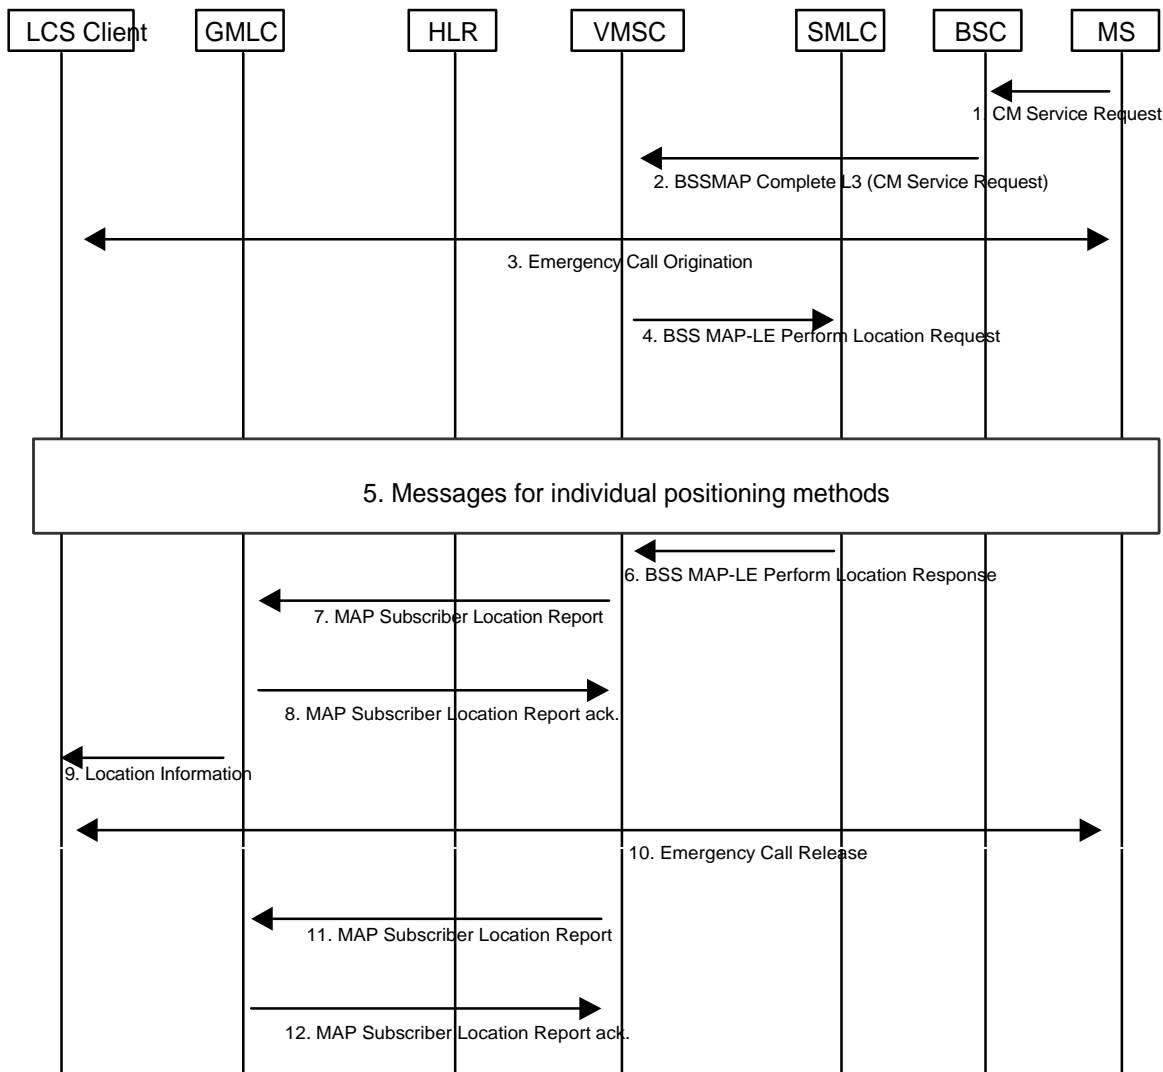 LCS Client GMLC HLR VMSC SMLC BSC MS
1. CM Service Request
2. BSSMAP Complete L3 (CM Service Request)
3. Emergency Call Origination
4. BSS MAP-LE Perform Location Request
5. Messages for individual positioning methods
6. BSS MAP-LE Perform Location Response
7. MAP Subscriber Location Report
8. MAP Subscriber Location Report ack.
9. Location Information
10. Emergency Call Release
11. MAP Subscriber Location Report
12. MAP Subscriber Location Report ack.